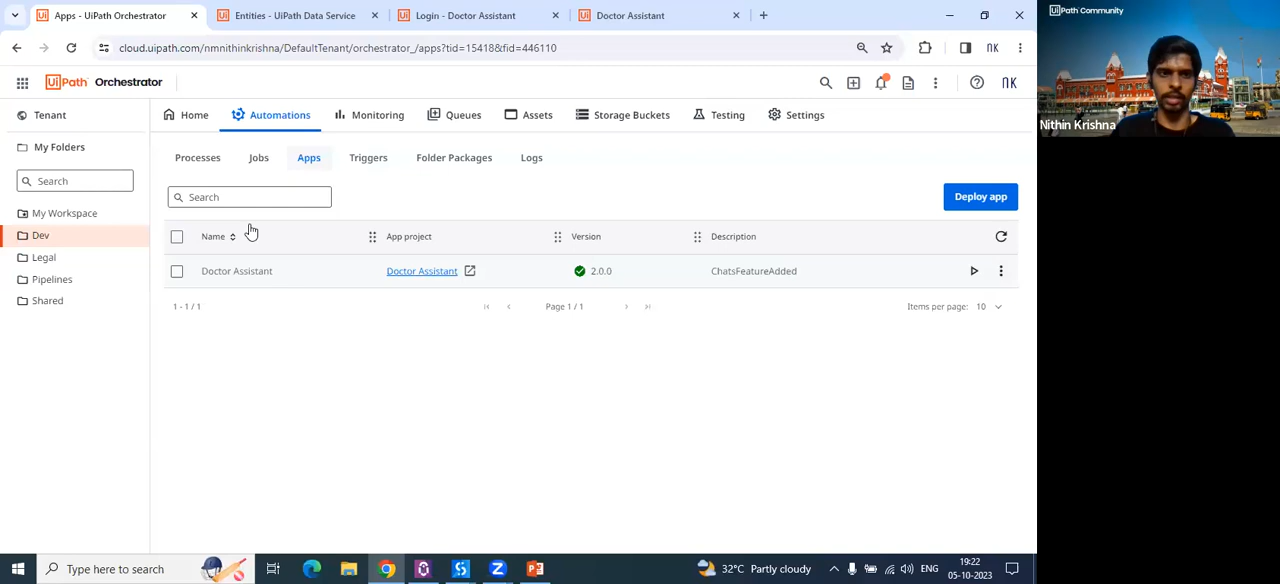 Apps - UiPath Orchestrator
Entities - UiPath Data Service
Login - Doctor Assistant
Doctor Assistant
cloud.uipath.com/nmnithinkrishna/DefaultTenant/orchestrator_/apps?tid=15418&fid=446110
UiPath Orchestrator
NK
Tenant
Home
Automations
Monitoring
Queues
Assets
Storage Buckets
Testing
Settings
My Folders
Processes
Jobs
Apps
Triggers
Folder Packages
Logs
Search
Search
Deploy app
My Workspace
Dev
Legal
Pipelines
Shared
Name
App project
Version
Description
Doctor Assistant
Doctor Assistant
2.0.0
ChatsFeatureAdded
1 - 1 / 1
Page 1 / 1
Items per page: 10
UiPath Community
Nithin Krishna
Type here to search
32°C Partly cloudy
ENG
19:22
05-10-2023